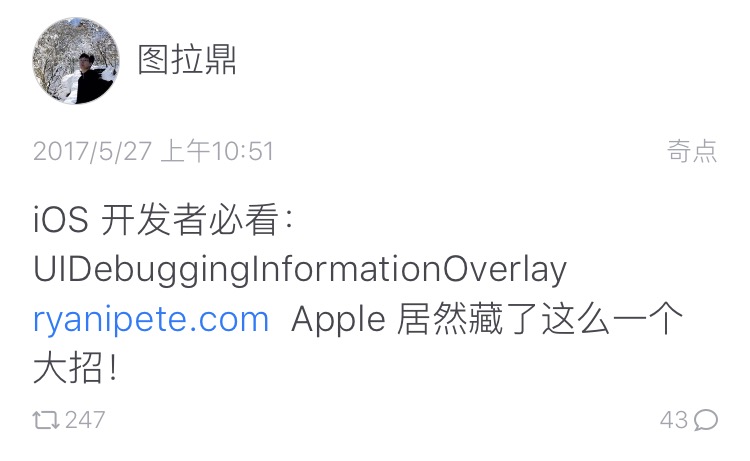 图拉鼎
2017/5/27 上午10:51
奇点
iOS 开发者必看：
UIDebuggingInformationOverlay
ryanipete.com Apple 居然藏了这么一个
大招！
247
43